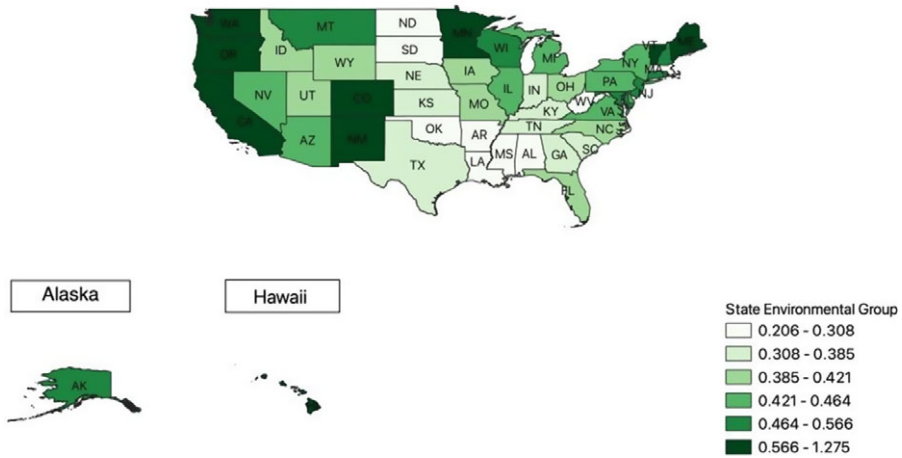 WA
MT
ND
MN
VT
ME
OR
ID
SD
WI
MI
NY
MA
WY
IA
PA
NJ
NE
NV
UT
CO
IL
IN
OH
WV
VA
CA
KS
MO
KY
AZ
NM
OK
AR
TN
NC
SC
TX
LA
MS
AL
GA
FL
Alaska
Hawaii
AK
State Environmental Group
0.206 - 0.308
0.308 - 0.385
0.385 - 0.421
0.421 - 0.464
0.464 - 0.566
0.566 - 1.275